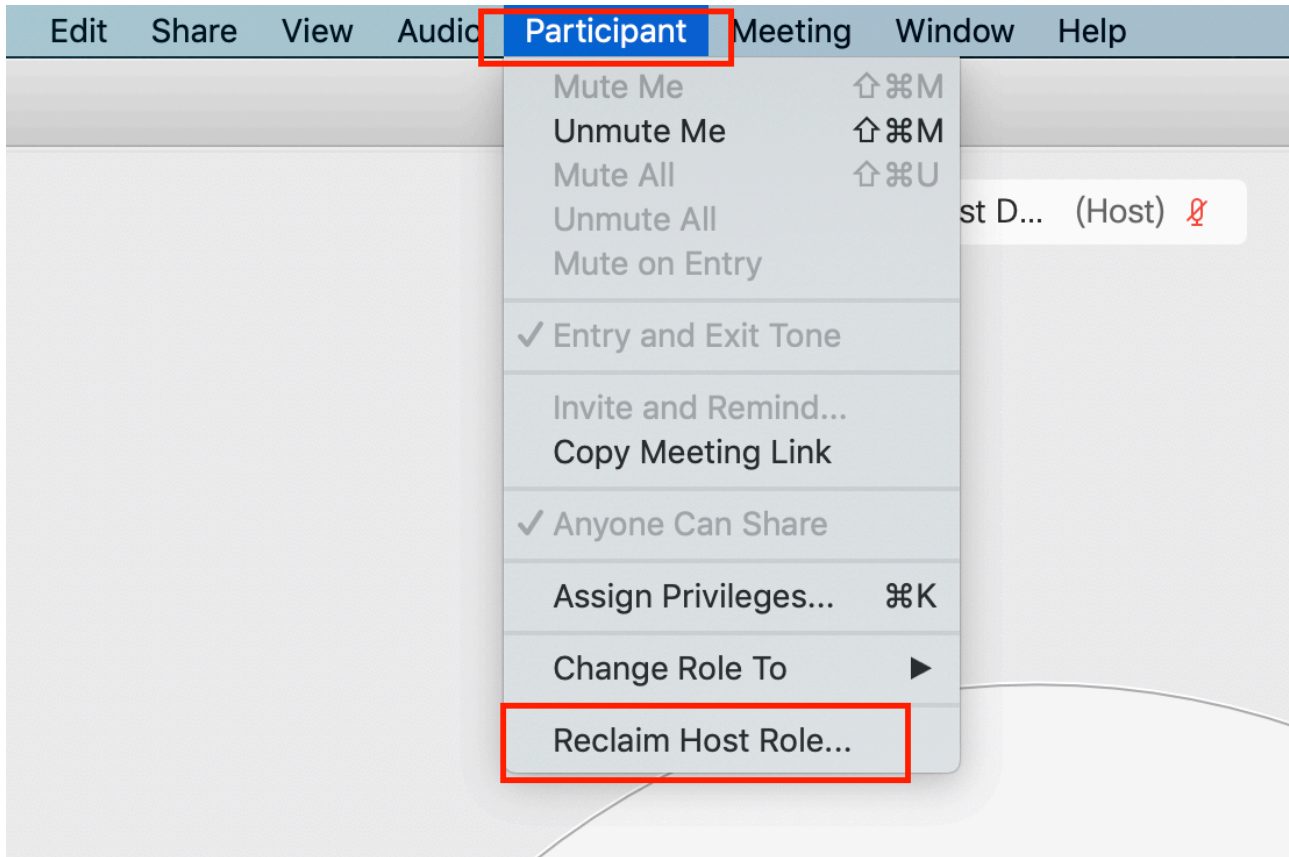 Edit Share View Audio Participant Meeting Window Help
Mute Me ⇧⌘M
Unmute Me ⇧⌘M
Mute All ⇧⌘U
Unmute All
st D... (Host)
Mute on Entry
✓ Entry and Exit Tone
Invite and Remind...
Copy Meeting Link
✓ Anyone Can Share
Assign Privileges... ⌘K
Change Role To ▶
Reclaim Host Role...